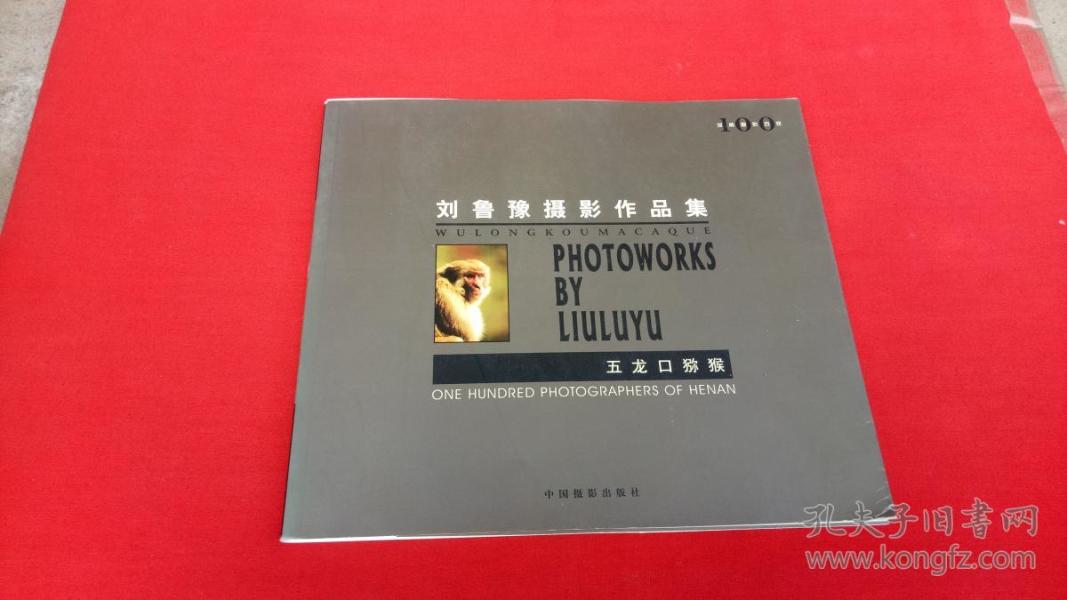 100
刘鲁豫摄影作品集
WULONGKOUMACAQUE
PHOTOWORKS
BY
LIULUYU
五龙口猕猴
ONE HUNDRED PHOTOGRAPHERS OF HENAN
中国摄影出版社
孔夫子旧書网
www.kongfz.com